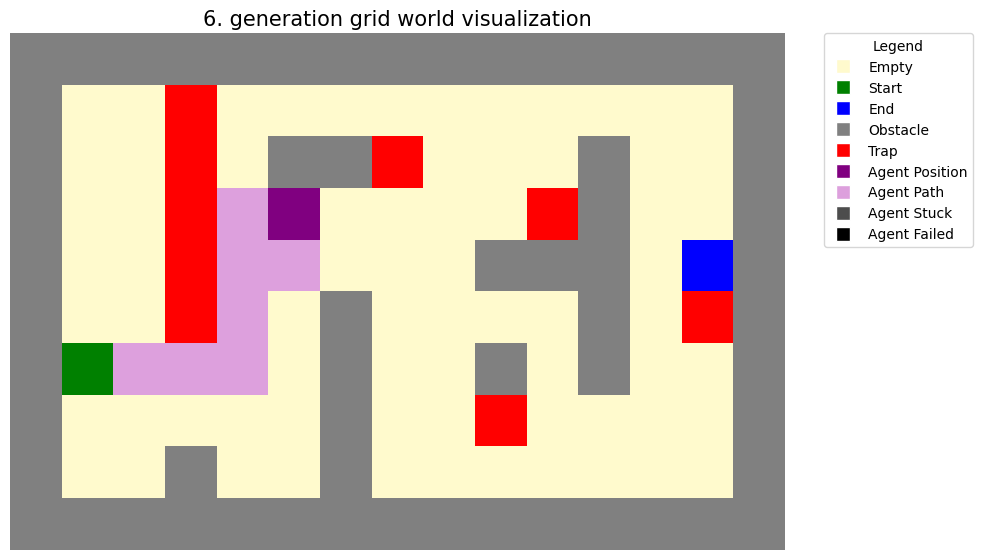 6. generation grid world visualization
Legend
Empty
Start
End
Obstacle
Trap
Agent Position
Agent Path
Agent Stuck
Agent Failed